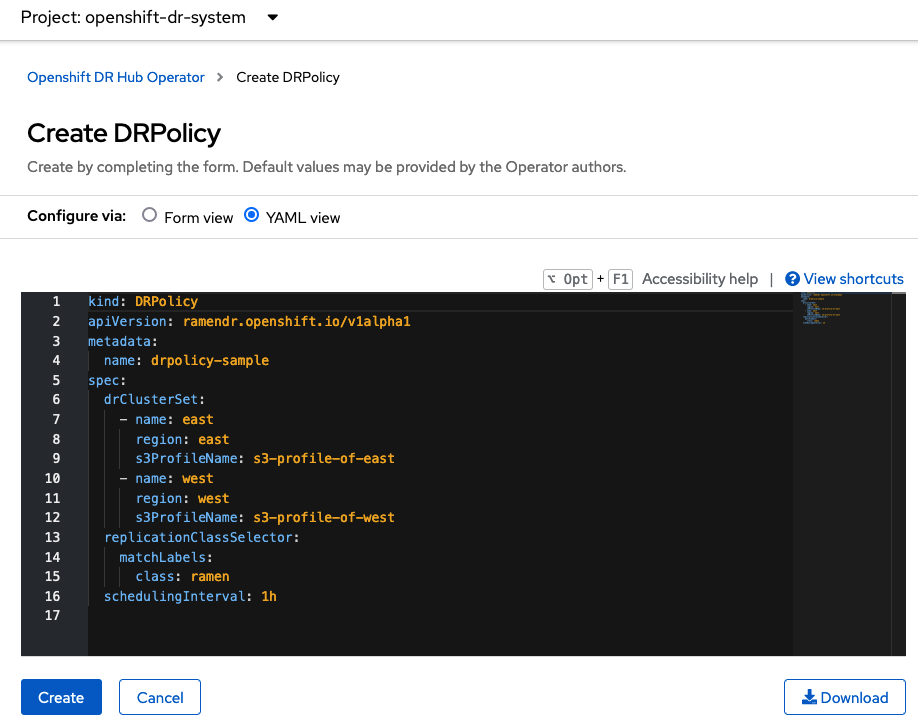 Project: openshift-dr-system
Openshift DR Hub Operator > Create DRPolicy
Create DRPolicy
Create by completing the form. Default values may be provided by the Operator authors.
Configure via: Form view YAML view
⌥ Opt + F1 Accessibility help | View shortcuts
1 kind: DRPolicy
2 apiVersion: ramendr.openshift.io/v1alpha1
3 metadata:
4   name: drpolicy-sample
5 spec:
6   drClusterSet:
7     - name: east
8       region: east
9       s3ProfileName: s3-profile-of-east
10     - name: west
11       region: west
12       s3ProfileName: s3-profile-of-west
13   replicationClassSelector:
14     matchLabels:
15       class: ramen
16   schedulingInterval: 1h
17
Create Cancel Download